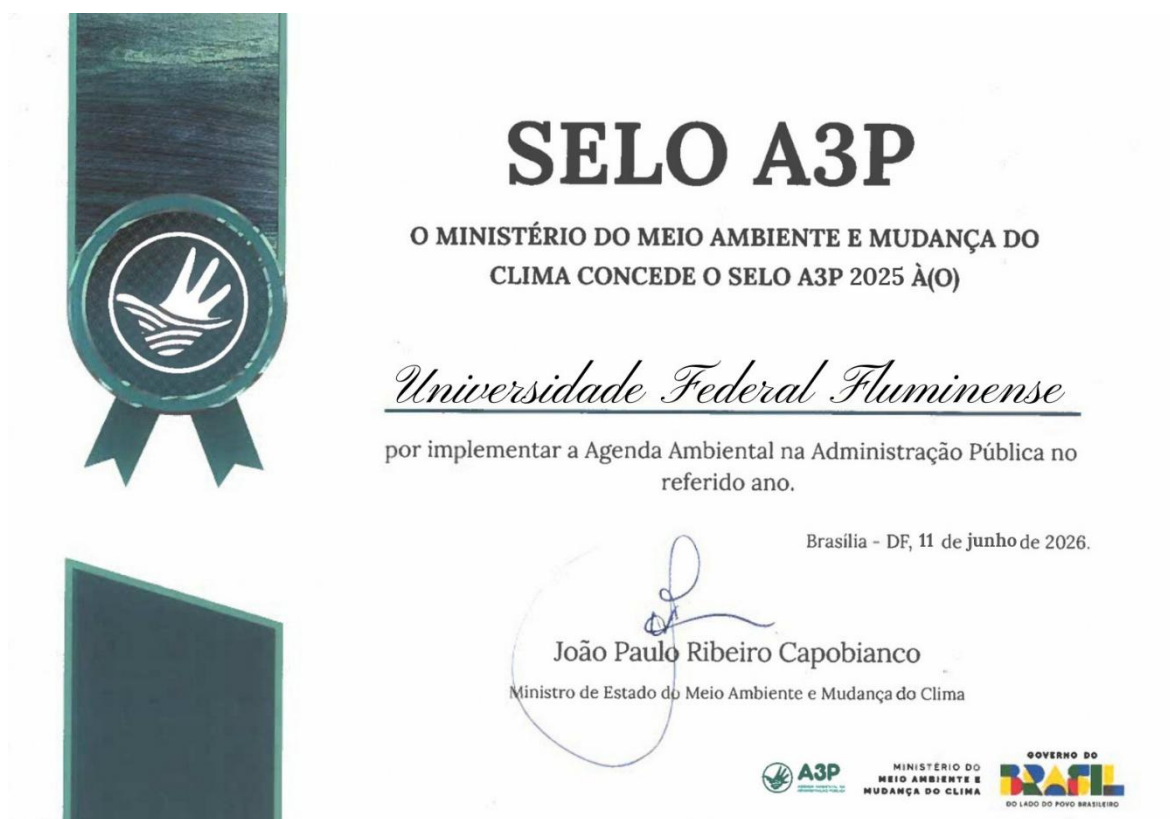 SELO A3P
O MINISTÉRIO DO MEIO AMBIENTE E MUDANÇA DO
CLIMA CONCEDE O SELO A3P 2025 À(O)
Universidade Federal Fluminense
por implementar a Agenda Ambiental na Administração Pública no
referido ano.
Brasília - DF, 11 de junho de 2026.
João Paulo Ribeiro Capobianco
Ministro de Estado do Meio Ambiente e Mudança do Clima
A3P
MINISTÉRIO DO
MEIO AMBIENTE E
MUDANÇA DO CLIMA
GOVERNO DO
BRASIL
DO LADO DO POVO BRASILEIRO